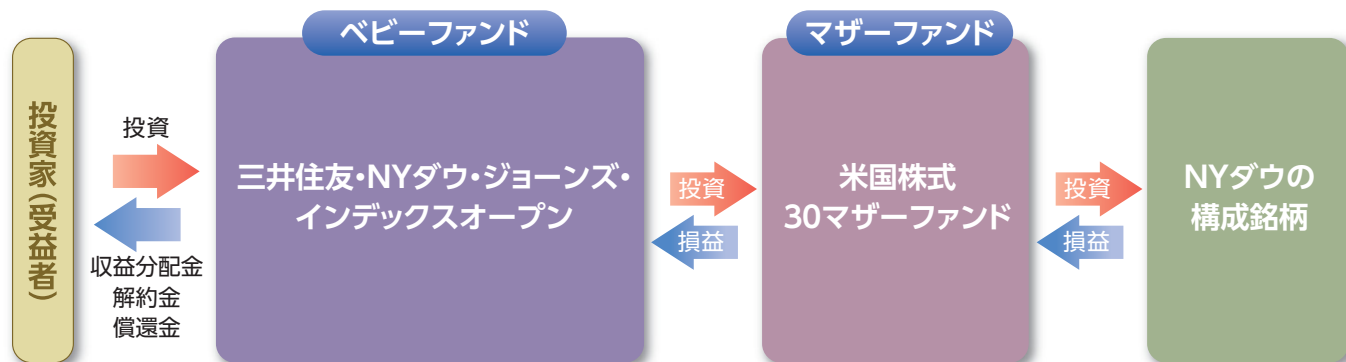 投資家(受益者)
投資
収益分配金
解約金
償還金
ベビーファンド
三井住友・NYダウ・ジョーンズ・
インデックスオープン
投資
損益
マザーファンド
米国株式
30マザーファンド
投資
損益
NYダウの
構成銘柄